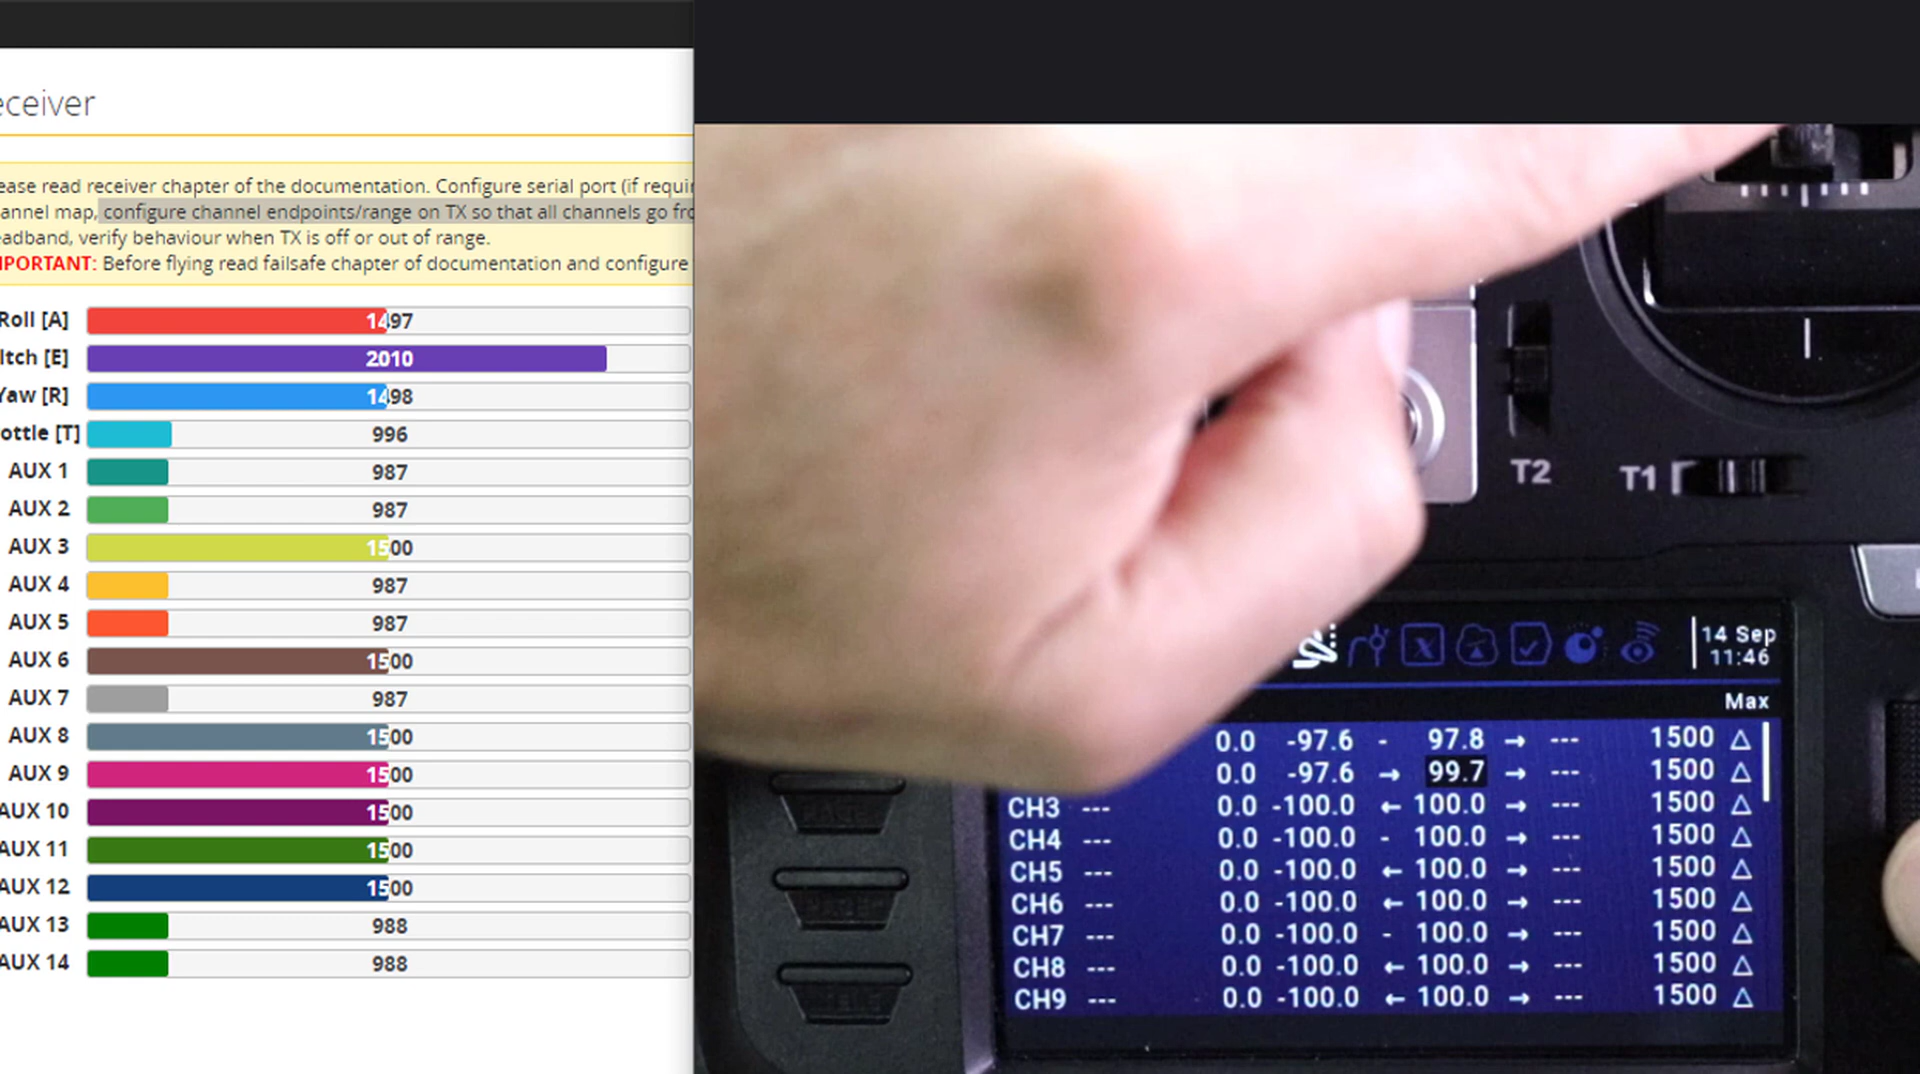 eceiver
ease read receiver chapter of the documentation. Configure serial port (if requir
annel map, configure channel endpoints/range on TX so that all channels go fro
eadband, verify behaviour when TX is off or out of range.
MPORTANT: Before flying read failsafe chapter of documentation and configure
Roll [A] 1497
itch [E] 2010
Yaw [R] 1498
ottle [T] 996
AUX 1 987
AUX 2 987
AUX 3 1500
AUX 4 987
AUX 5 987
AUX 6 1500
AUX 7 987
AUX 8 1500
AUX 9 1500
AUX 10 1500
AUX 11 1500
AUX 12 1500
AUX 13 988
AUX 14 988
T2 T1
14 Sep
11:46
Max
0.0 -97.6 - 97.8 → --- 1500 △
0.0 -97.6 → 99.7 → --- 1500 △
CH3 --- 0.0 -100.0 ← 100.0 → --- 1500 △
CH4 --- 0.0 -100.0 - 100.0 → --- 1500 △
CH5 --- 0.0 -100.0 ← 100.0 → --- 1500 △
CH6 --- 0.0 -100.0 ← 100.0 → --- 1500 △
CH7 --- 0.0 -100.0 - 100.0 → --- 1500 △
CH8 --- 0.0 -100.0 ← 100.0 → --- 1500 △
CH9 --- 0.0 -100.0 ← 100.0 → --- 1500 △